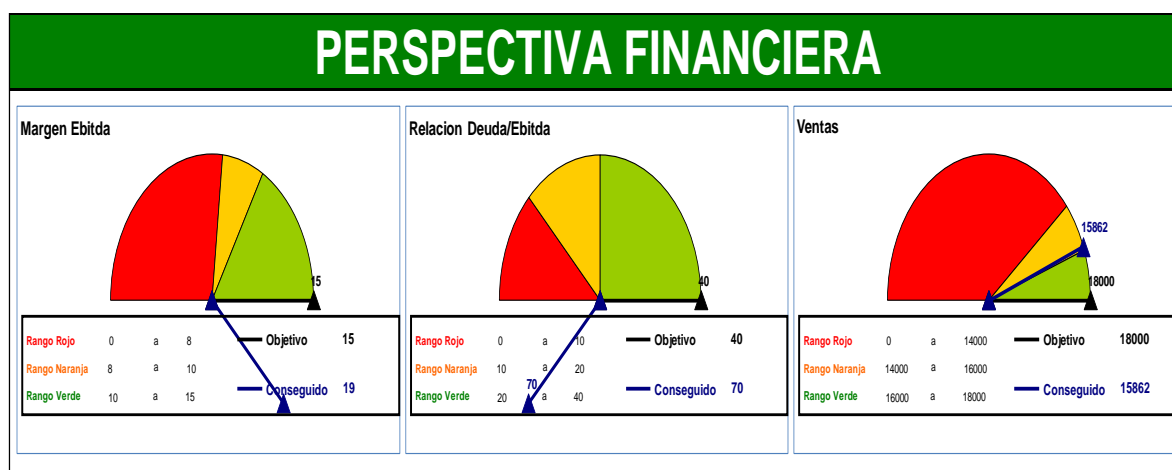 PERSPECTIVA FINANCIERA
Margen Ebitda
15
Rango Rojo 0 a 8
Objetivo 15
Rango Naranja 8 a 10
Conseguido 19
Rango Verde 10 a 15
Relacion Deuda/Ebitda
40
Rango Rojo 0 a 10
Objetivo 40
Rango Naranja 10 a 20
70
Conseguido 70
Rango Verde 20 a 40
Ventas
15862
18000
Rango Rojo 0 a 14000
Objetivo 18000
Rango Naranja 14000 a 16000
Conseguido 15862
Rango Verde 16000 a 18000